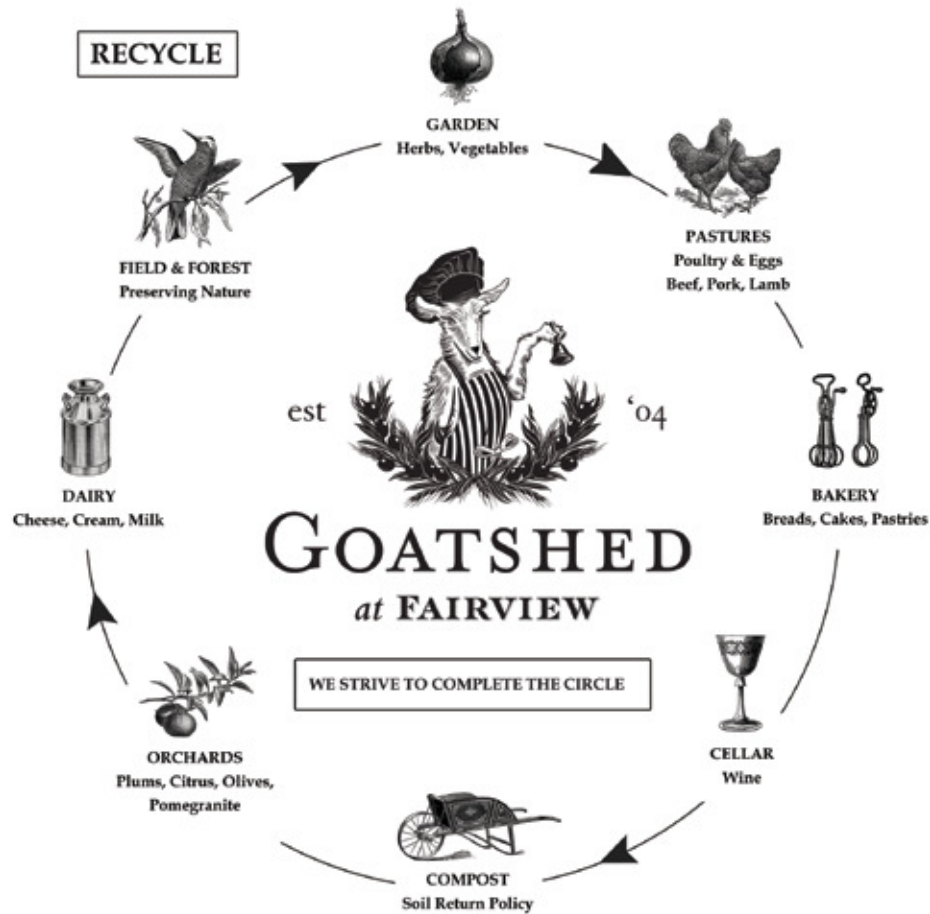 RECYCLE
GARDEN
Herbs, Vegetables
PASTURES
Poultry & Eggs
Beef, Pork, Lamb
FIELD & FOREST
Preserving Nature
est
‘04
DAIRY
Cheese, Cream, Milk
BAKERY
Breads, Cakes, Pastries
GOATSHED
at FAIRVIEW
WE STRIVE TO COMPLETE THE CIRCLE
ORCHARDS
Plums, Citrus, Olives,
Pomegranite
CELLAR
Wine
COMPOST
Soil Return Policy